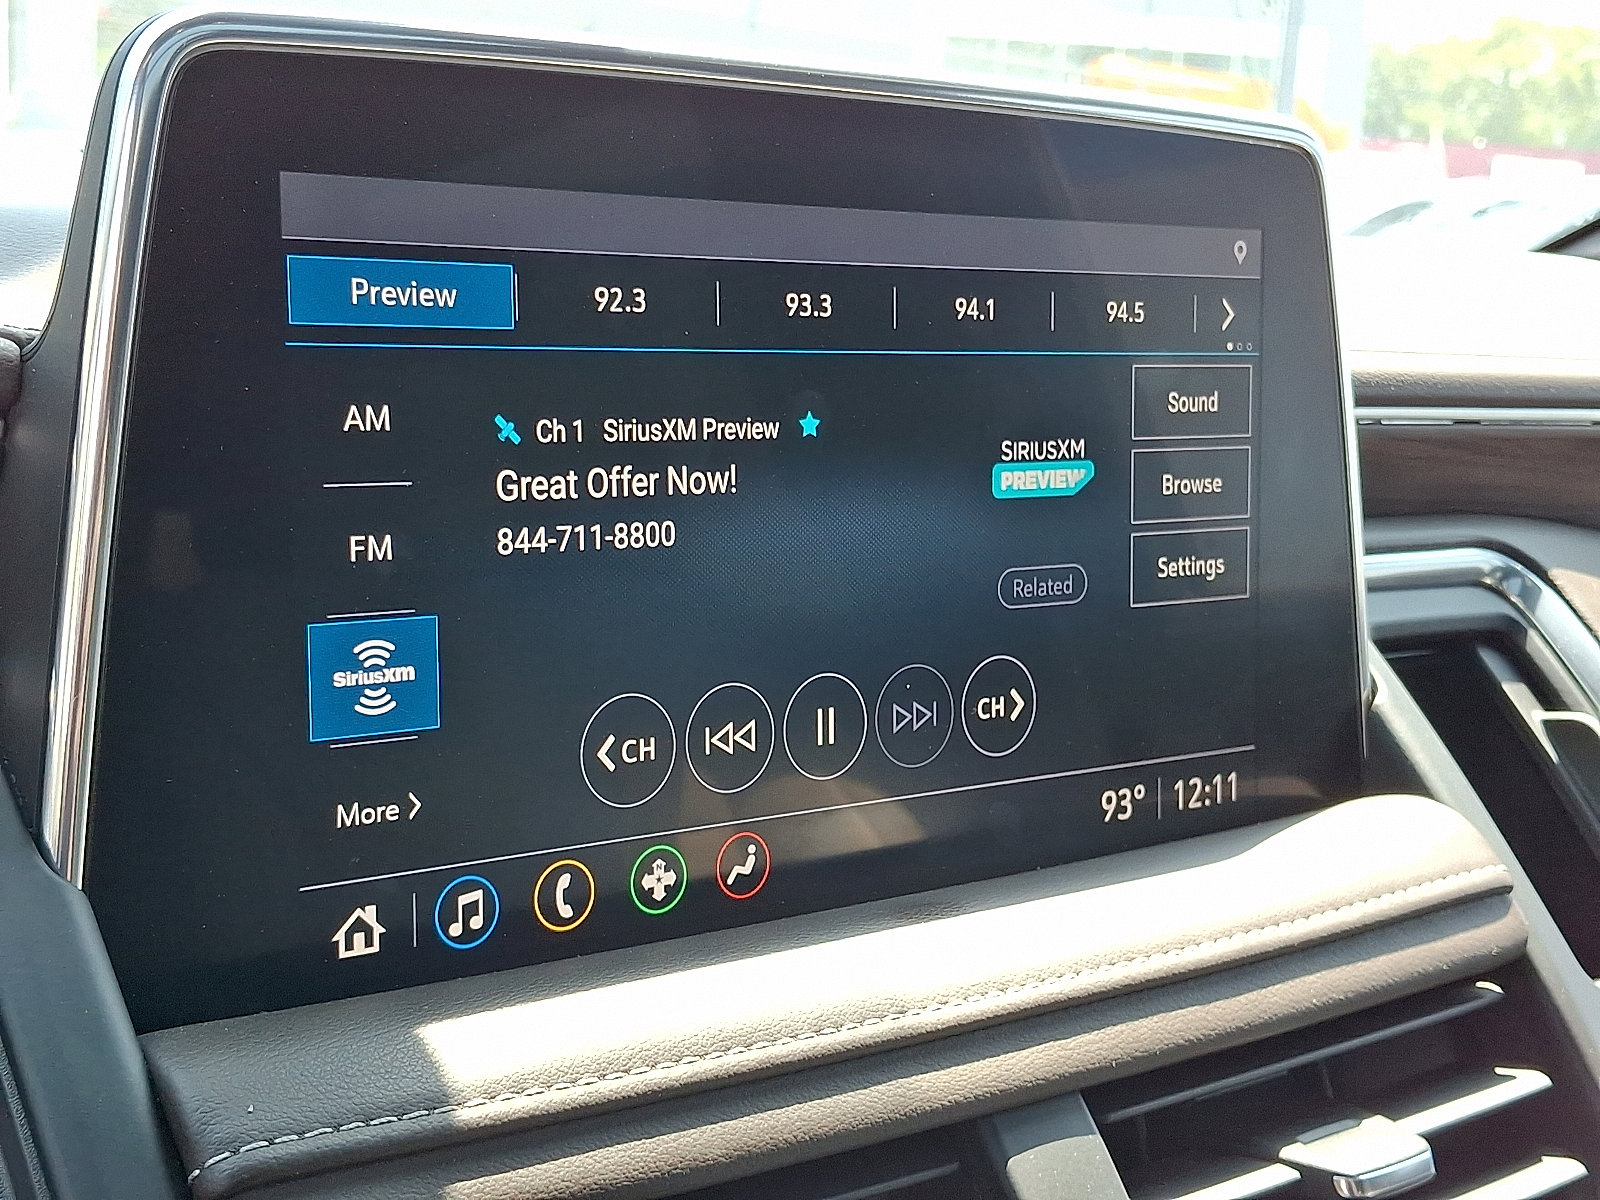 Preview 92.3 93.3 94.1 94.5
AM
FM
SiriusXM
More
Ch 1 SiriusXM Preview
Great Offer Now!
844-711-8800
SIRIUSXM
PREVIEW
Related
Sound
Browse
Settings
CH
CH
93° 12:11
N